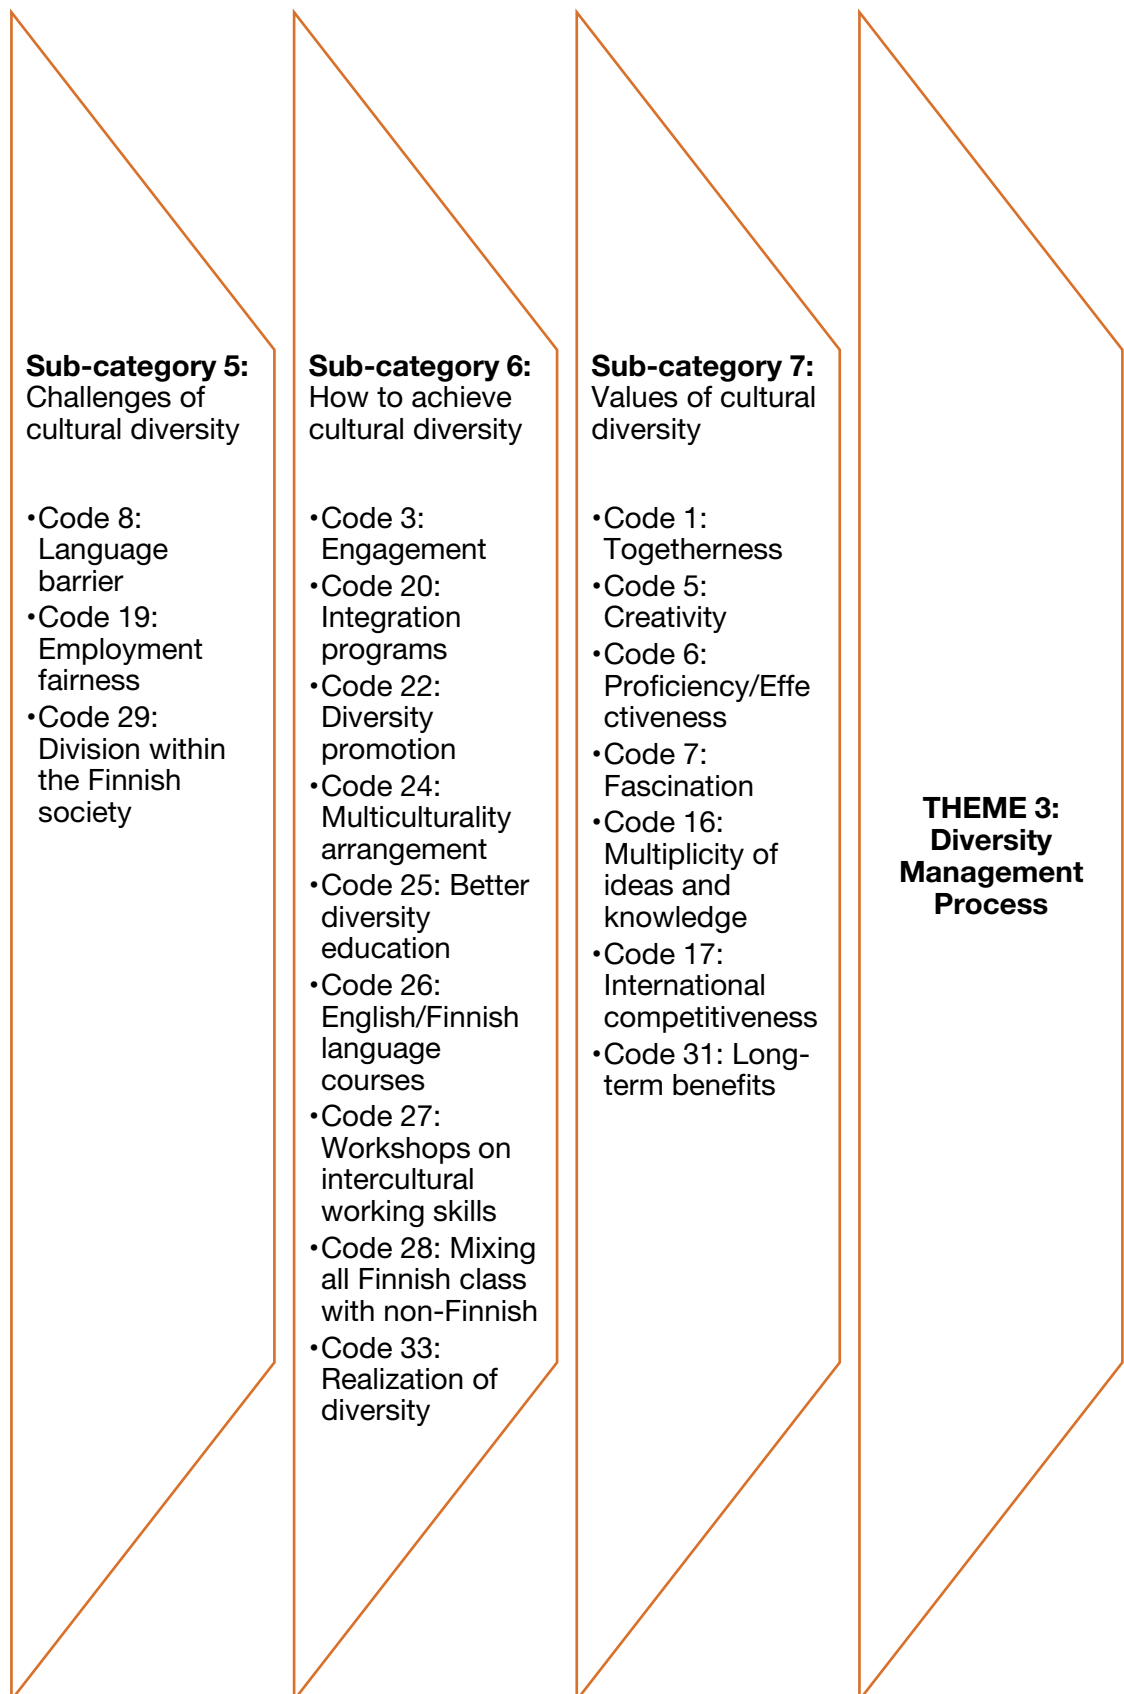 Sub-category 5:
Challenges of
cultural diversity
•Code 8:
Language
barrier
•Code 19:
Employment
fairness
•Code 29:
Division within
the Finnish
society
Sub-category 6:
How to achieve
cultural diversity
•Code 3:
Engagement
•Code 20:
Integration
programs
•Code 22:
Diversity
promotion
•Code 24:
Multiculturality
arrangement
•Code 25: Better
diversity
education
•Code 26:
English/Finnish
language
courses
•Code 27:
Workshops on
intercultural
working skills
•Code 28: Mixing
all Finnish class
with non-Finnish
•Code 33:
Realization of
diversity
Sub-category 7:
Values of cultural
diversity
•Code 1:
Togetherness
•Code 5:
Creativity
•Code 6:
Proficiency/Effe
ctiveness
•Code 7:
Fascination
•Code 16:
Multiplicity of
ideas and
knowledge
•Code 17:
International
competitiveness
•Code 31: Long-
term benefits
THEME 3:
Diversity
Management
Process